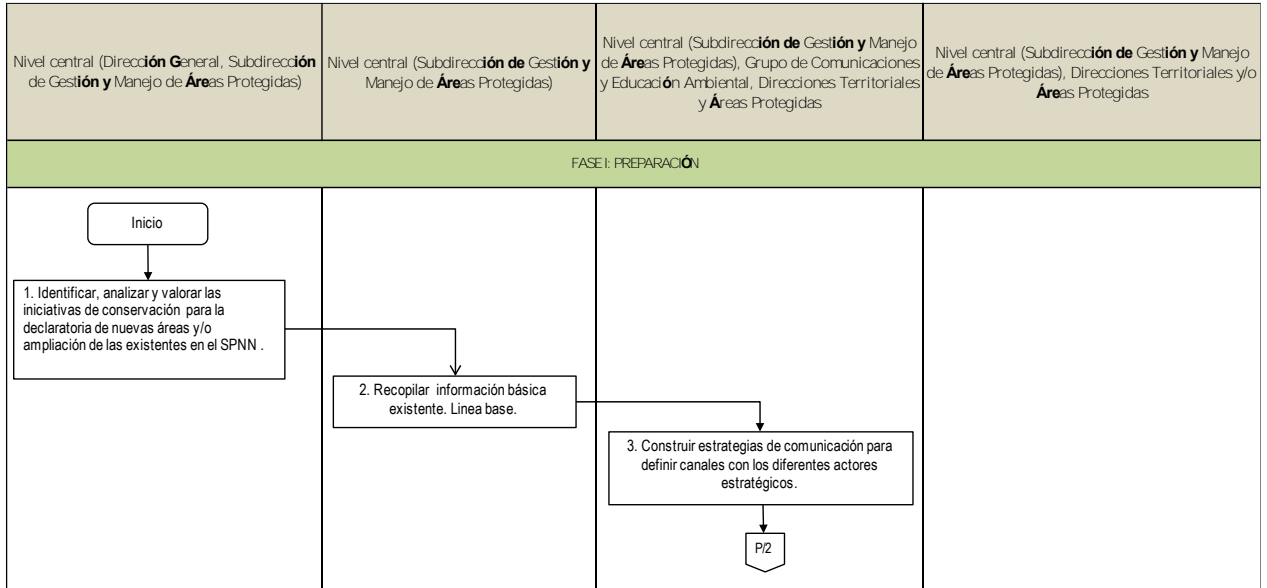 Nivel central (Dirección General, Subdirección
de Gestión y Manejo de Áreas Protegidas)
Nivel central (Subdirección de Gestión y
Manejo de Áreas Protegidas)
Nivel central (Subdirección de Gestión y Manejo
de Áreas Protegidas), Grupo de Comunicaciones
y Educación Ambiental, Direcciones Territoriales
y Áreas Protegidas
Nivel central (Subdirección de Gestión y Manejo
de Áreas Protegidas), Direcciones Territoriales y/o
Áreas Protegidas
FASE I: PREPARACIÓN
Inicio
1. Identificar, analizar y valorar las
iniciativas de conservación para la
declaratoria de nuevas áreas y/o
ampliación de las existentes en el SPNN .
2. Recopilar información básica
existente. Linea base.
3. Construir estrategias de comunicación para
definir canales con los diferentes actores
estratégicos.
P/2